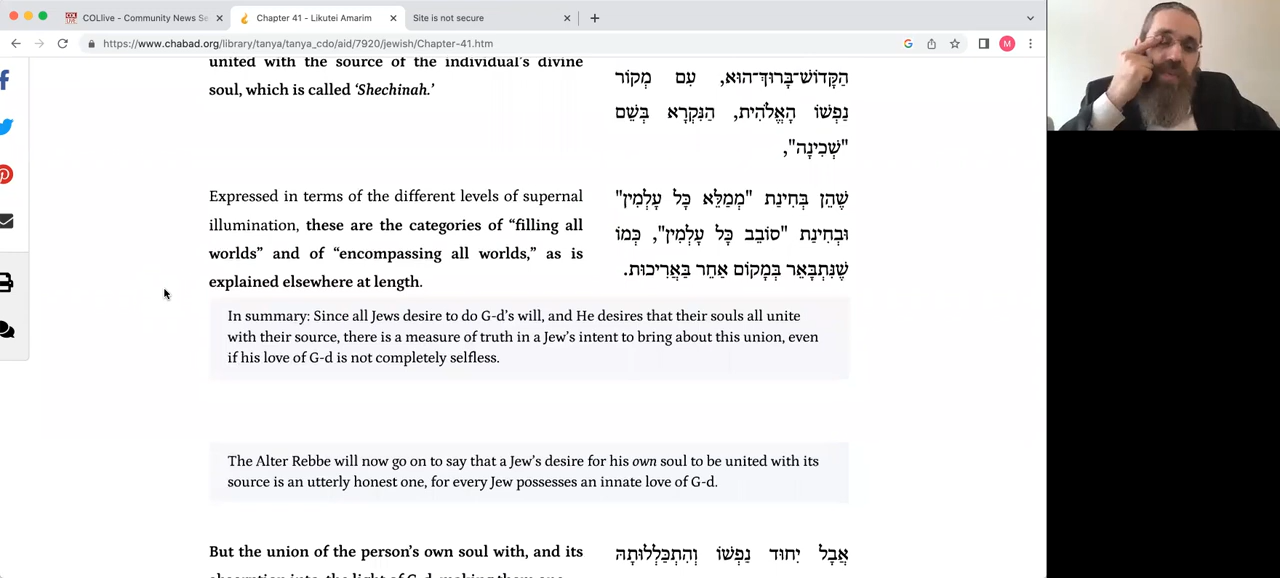 COLlive - Community News Se
Chapter 41 - Likutei Amarim
Site is not secure
https://www.chabad.org/library/tanya/tanya_cdo/aid/7920/jewish/Chapter-41.htm
M
united with the source of the individual's divine
soul, which is called ‘Shechinah.’
הַקָּדוֹשׁ־בָּרוּךְ־הוּא, עִם מְקוֹר
נַפְשׁוֹ הָאֱלֹהִית, הַנִּקְרָא בְּשֵׁם
"שְׁכִינָה",
Expressed in terms of the different levels of supernal
illumination, these are the categories of “filling all
worlds” and of “encompassing all worlds,” as is
explained elsewhere at length.
שֶׁהֵן בְּחִינַת "מְמַלֵּא כָּל עָלְמִין"
וּבְחִינַת "סוֹבֵב כָּל עָלְמִין", כְּמוֹ
שֶׁנִּתְבָּאֵר בְּמָקוֹם אַחֵר בַּאֲרִיכוּת.
In summary: Since all Jews desire to do G-d's will, and He desires that their souls all unite
with their source, there is a measure of truth in a Jew's intent to bring about this union, even
if his love of G-d is not completely selfless.
The Alter Rebbe will now go on to say that a Jew's desire for his own soul to be united with its
source is an utterly honest one, for every Jew possesses an innate love of G-d.
But the union of the person's own soul with, and its
אֲבָל יִחוּד נַפְשׁוֹ וְהִתְכַּלְּלוּתָהּ